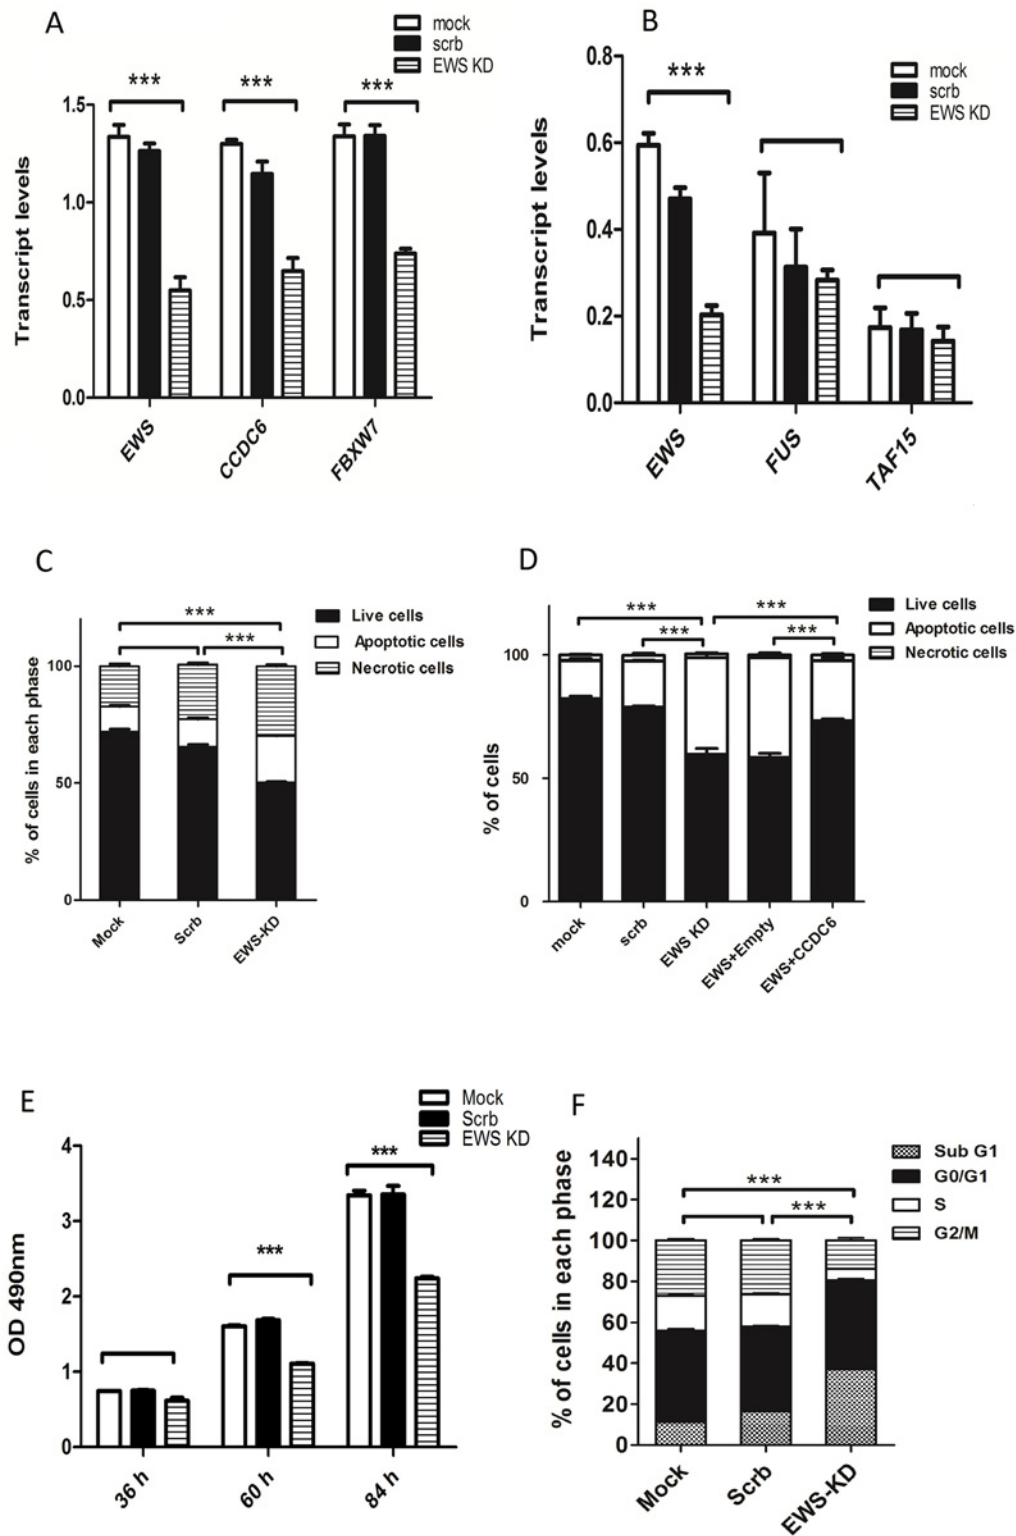 A
mock
scrb
EWS KD
***
***
***
1.5
1.0
0.5
0.0
Transcript levels
EWS
CCDC6
FBXW7
B
mock
scrb
EWS KD
***
0.8
0.6
0.4
0.2
0.0
Transcript levels
EWS
FUS
TAF15
C
Live cells
Apoptotic cells
Necrotic cells
***
***
100
50
0
% of cells in each phase
Mock
Scrb
EWS-KD
D
Live cells
Apoptotic cells
Necrotic cells
***
***
***
***
100
50
0
% of cells
mock
scrb
EWS KD
EWS+Empty
EWS+CCDC6
E
Mock
Scrb
EWS KD
***
***
4
3
2
1
0
OD 490nm
36 h
60 h
84 h
F
Sub G1
G0/G1
S
G2/M
***
***
140
120
100
80
60
40
20
0
% of cells in each phase
Mock
Scrb
EWS-KD